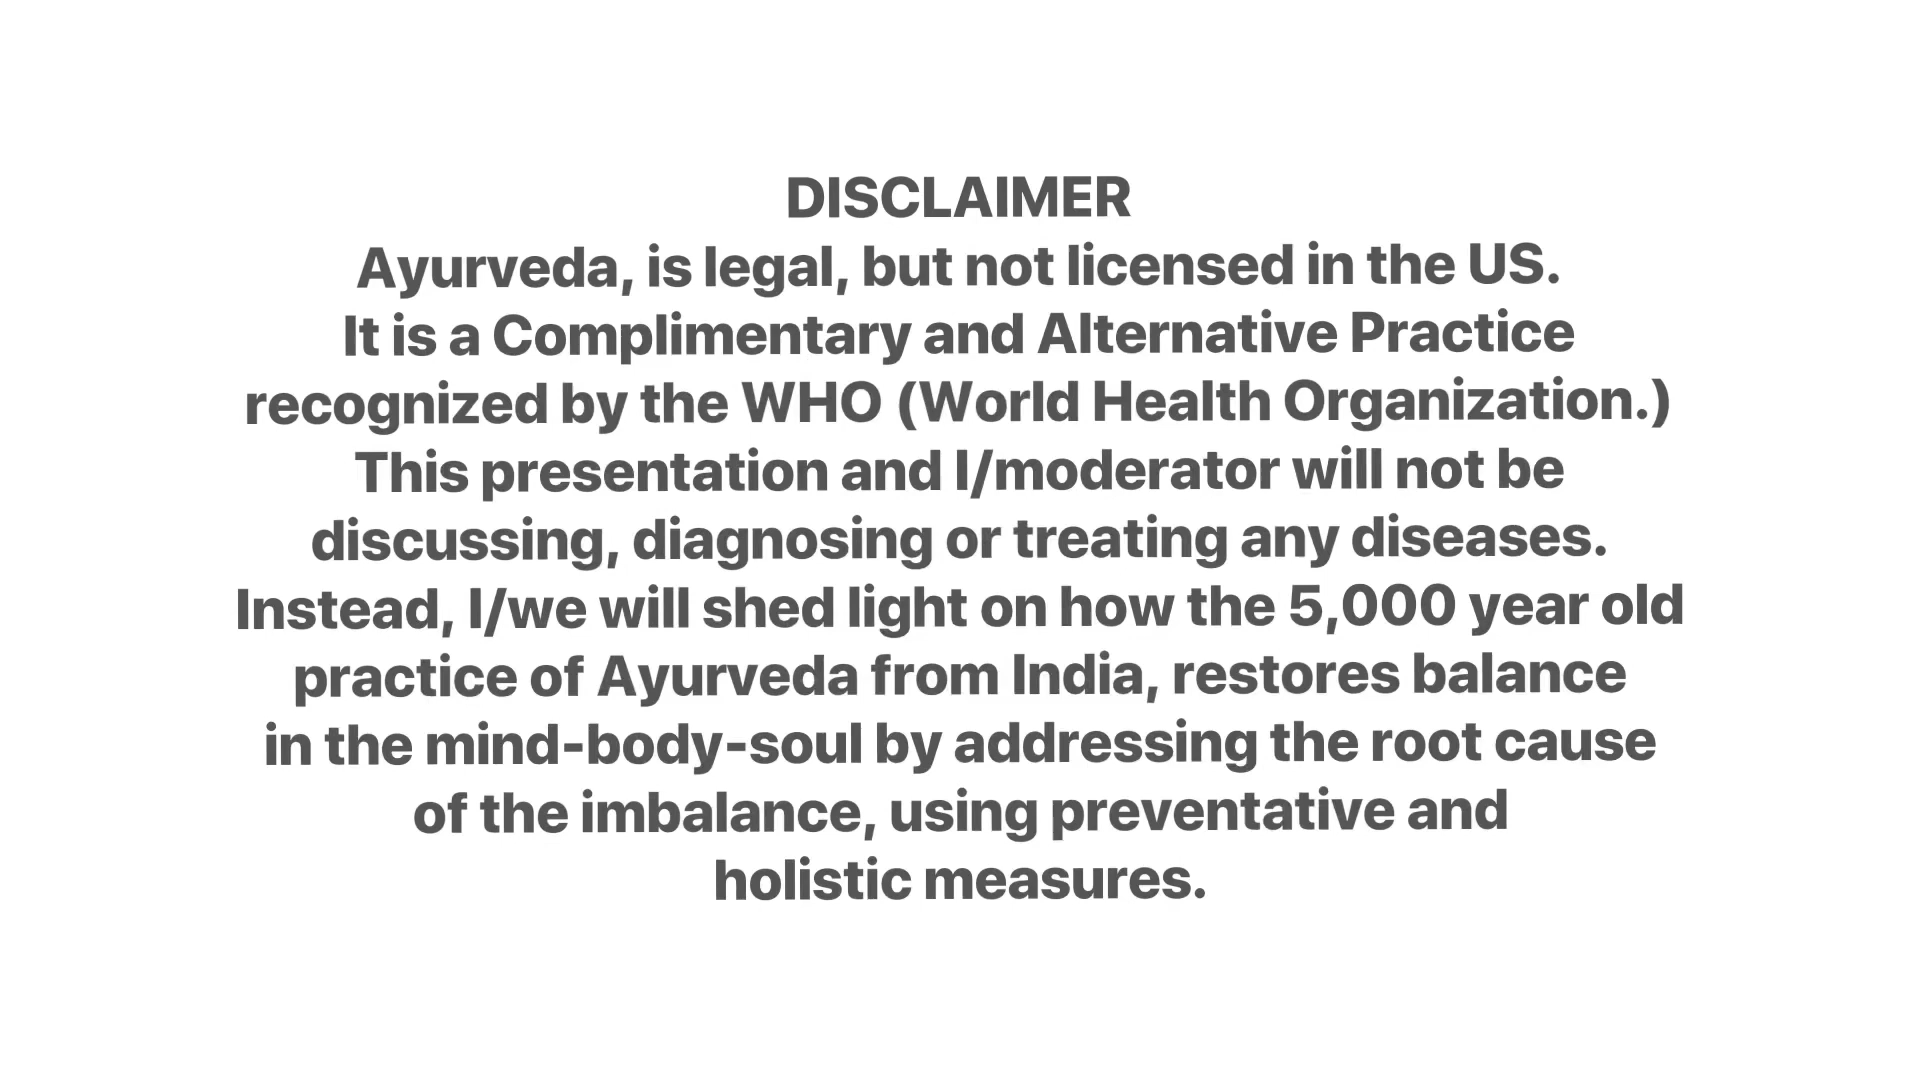 DISCLAIMER
Ayurveda, is legal, but not licensed in the US.
It is a Complimentary and Alternative Practice
recognized by the WHO (World Health Organization.)
This presentation and I/moderator will not be
discussing, diagnosing or treating any diseases.
Instead, I/we will shed light on how the 5,000 year old
practice of Ayurveda from India, restores balance
in the mind-body-soul by addressing the root cause
of the imbalance, using preventative and
holistic measures.